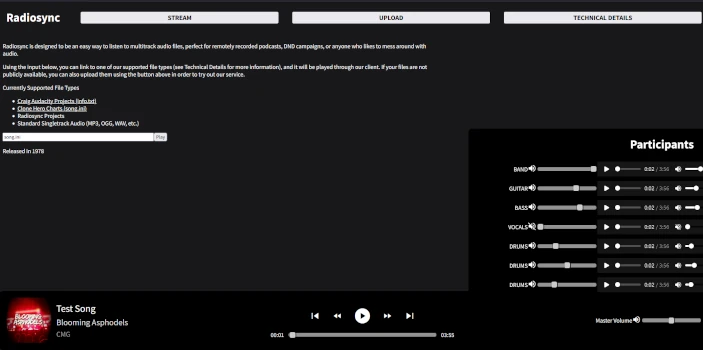 Radiosync
STREAM
UPLOAD
TECHNICAL DETAILS
Radiosync is designed to be an easy way to listen to multitrack audio files, perfect for remotely recorded podcasts, DND campaigns, or anyone who likes to mess around with
audio.
Using the input below, you can link to one of our supported file types (see Technical Details for more information), and it will be played through our client. If your files are not
publicly available, you can also upload them using the button above in order to try out our service.
Currently Supported File Types
Craig Audacity Projects (info.txt)
Clone Hero Charts (song.ini)
Radiosync Projects
Standard Singletrack Audio (MP3, OGG, WAV, etc.)
song.ini
Play
Released in 1978
Participants
BAND
0:02 / 3:56
GUITAR
0:02 / 3:56
BASS
0:02 / 3:56
VOCALS
0:02 / 3:56
DRUMS
0:02 / 3:56
DRUMS
0:02 / 3:56
DRUMS
0:02 / 3:56
BLOOMING
ASPHODELS
Test Song
Blooming Asphodels
CMG
00:01
03:55
Master Volume